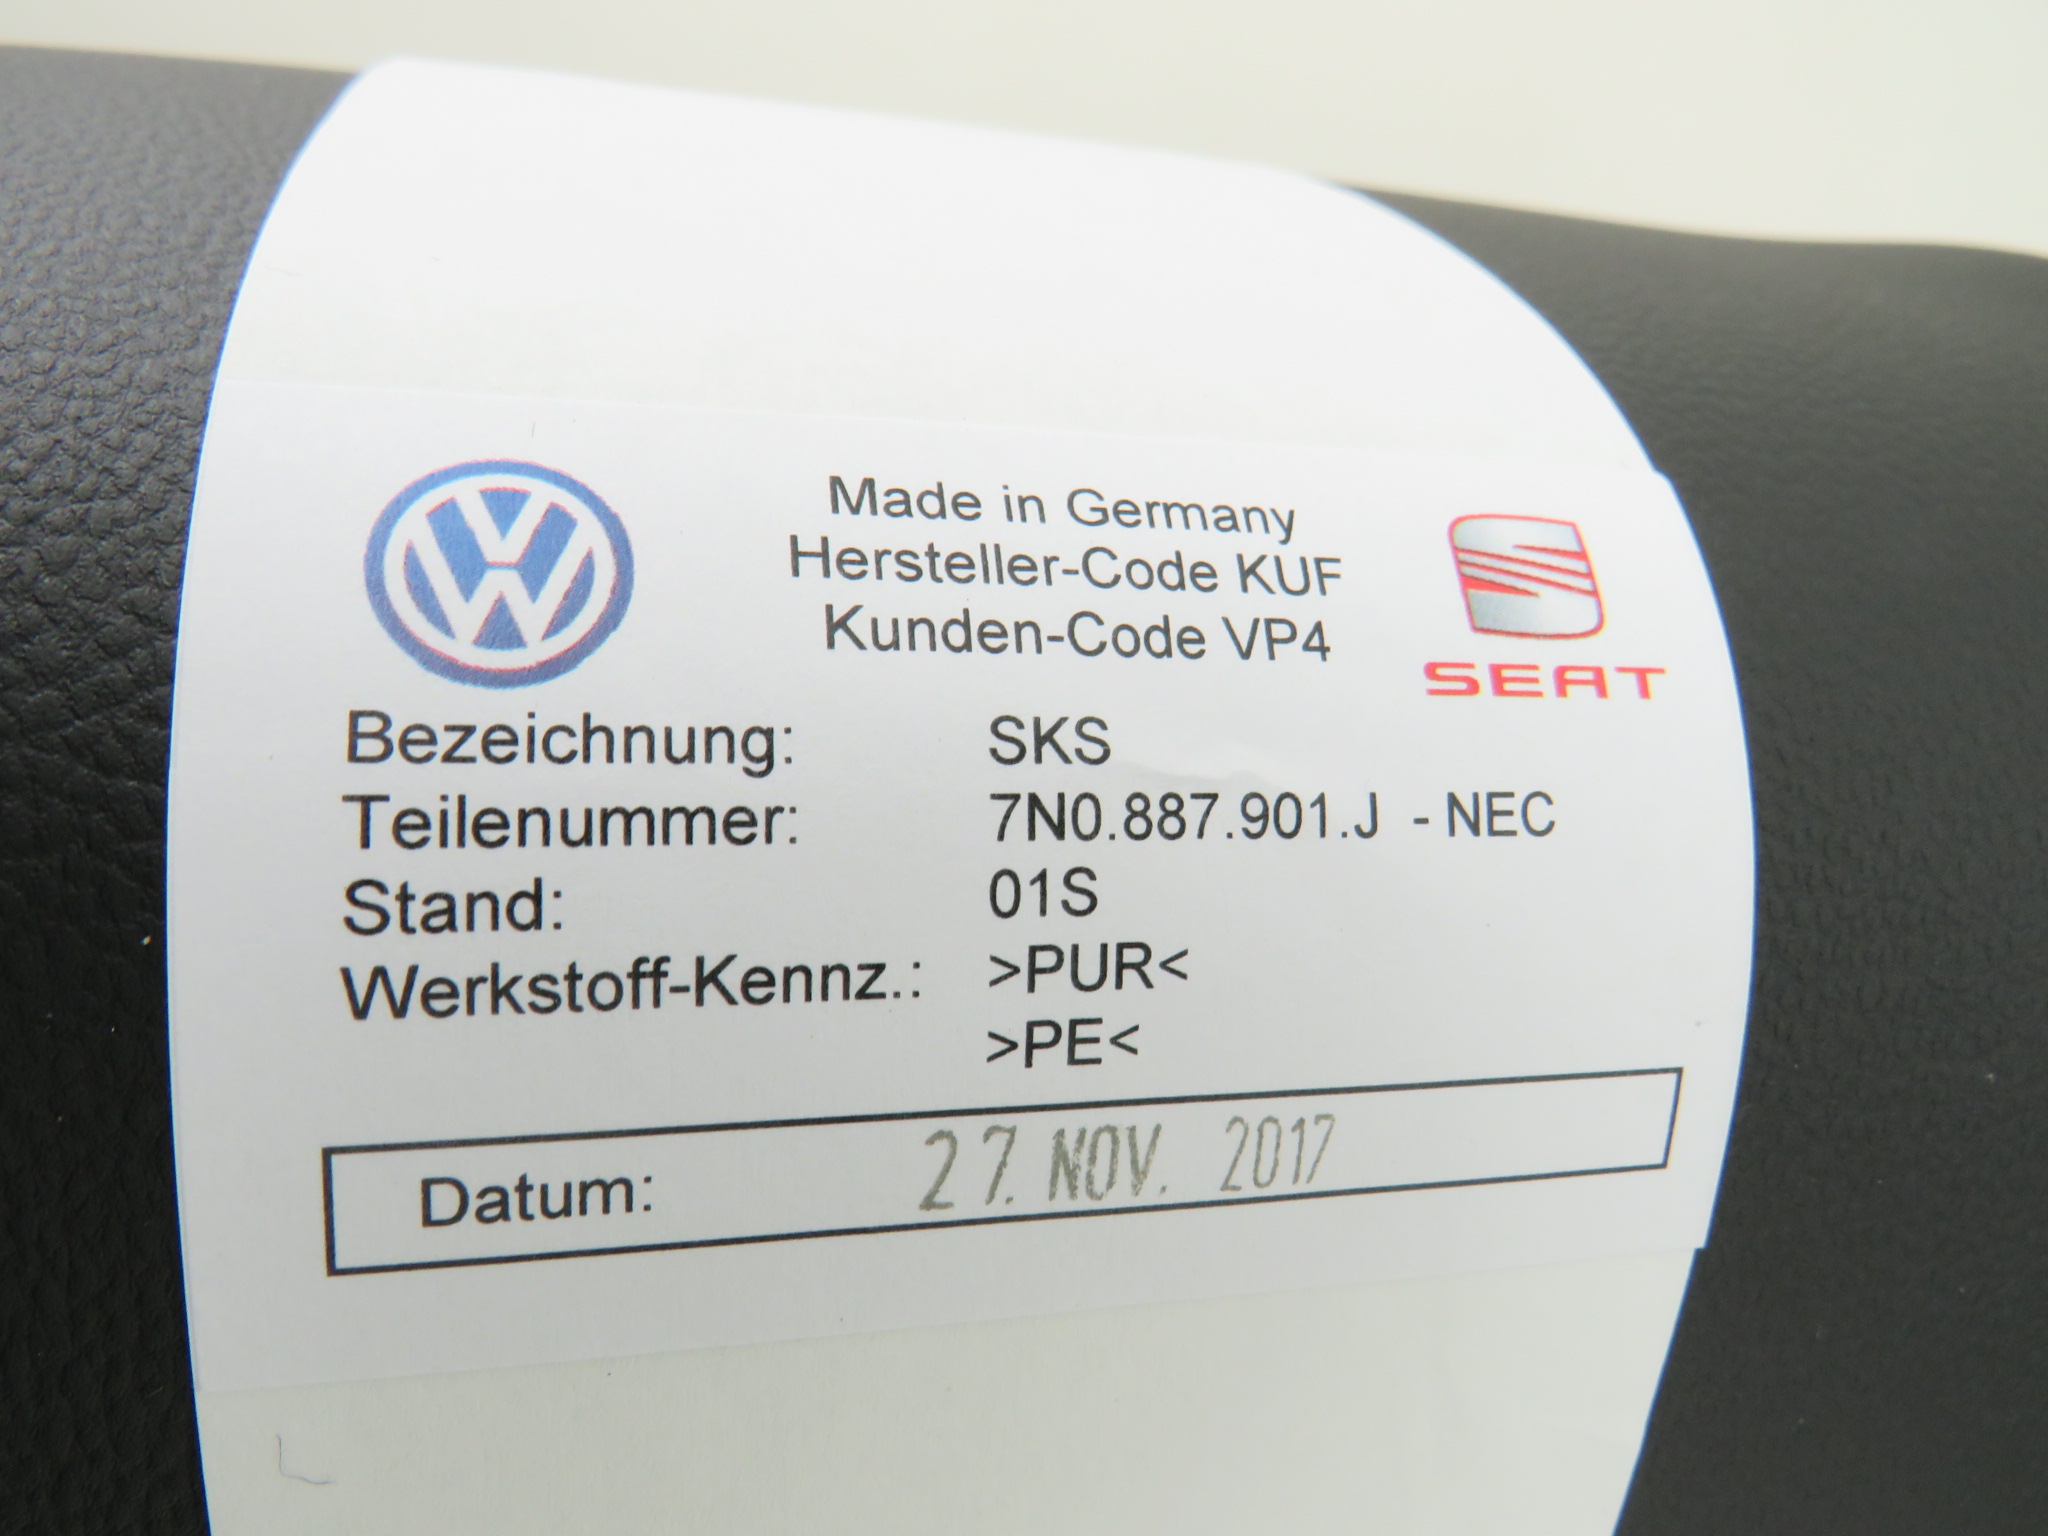 Made in Germany
Hersteller-Code KUF
Kunden-Code VP4
SEAT
Bezeichnung: SKS
Teilenummer: 7N0.887.901.J - NEC
Stand: 01S
Werkstoff-Kennz.: >PUR<
>PE<
Datum: 27. NOV. 2017